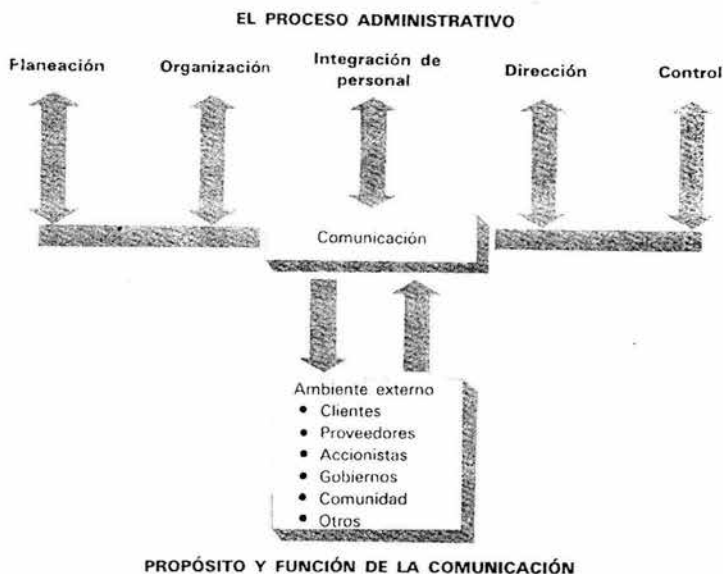 EL PROCESO ADMINISTRATIVO
Planeación
Organización
Integración de
personal
Dirección
Control
Comunicación
Ambiente externo
• Clientes
• Proveedores
• Accionistas
• Gobiernos
• Comunidad
• Otros
PROPÓSITO Y FUNCIÓN DE LA COMUNICACIÓN